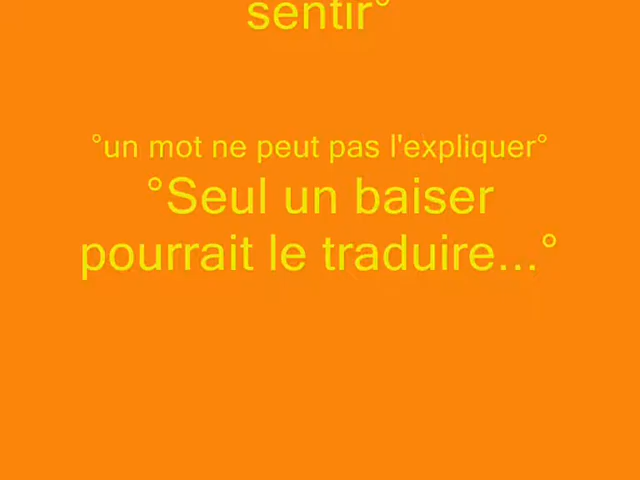 sentir°
°un mot ne peut pas l'expliquer°
°Seul un baiser
pourrait le traduire...°